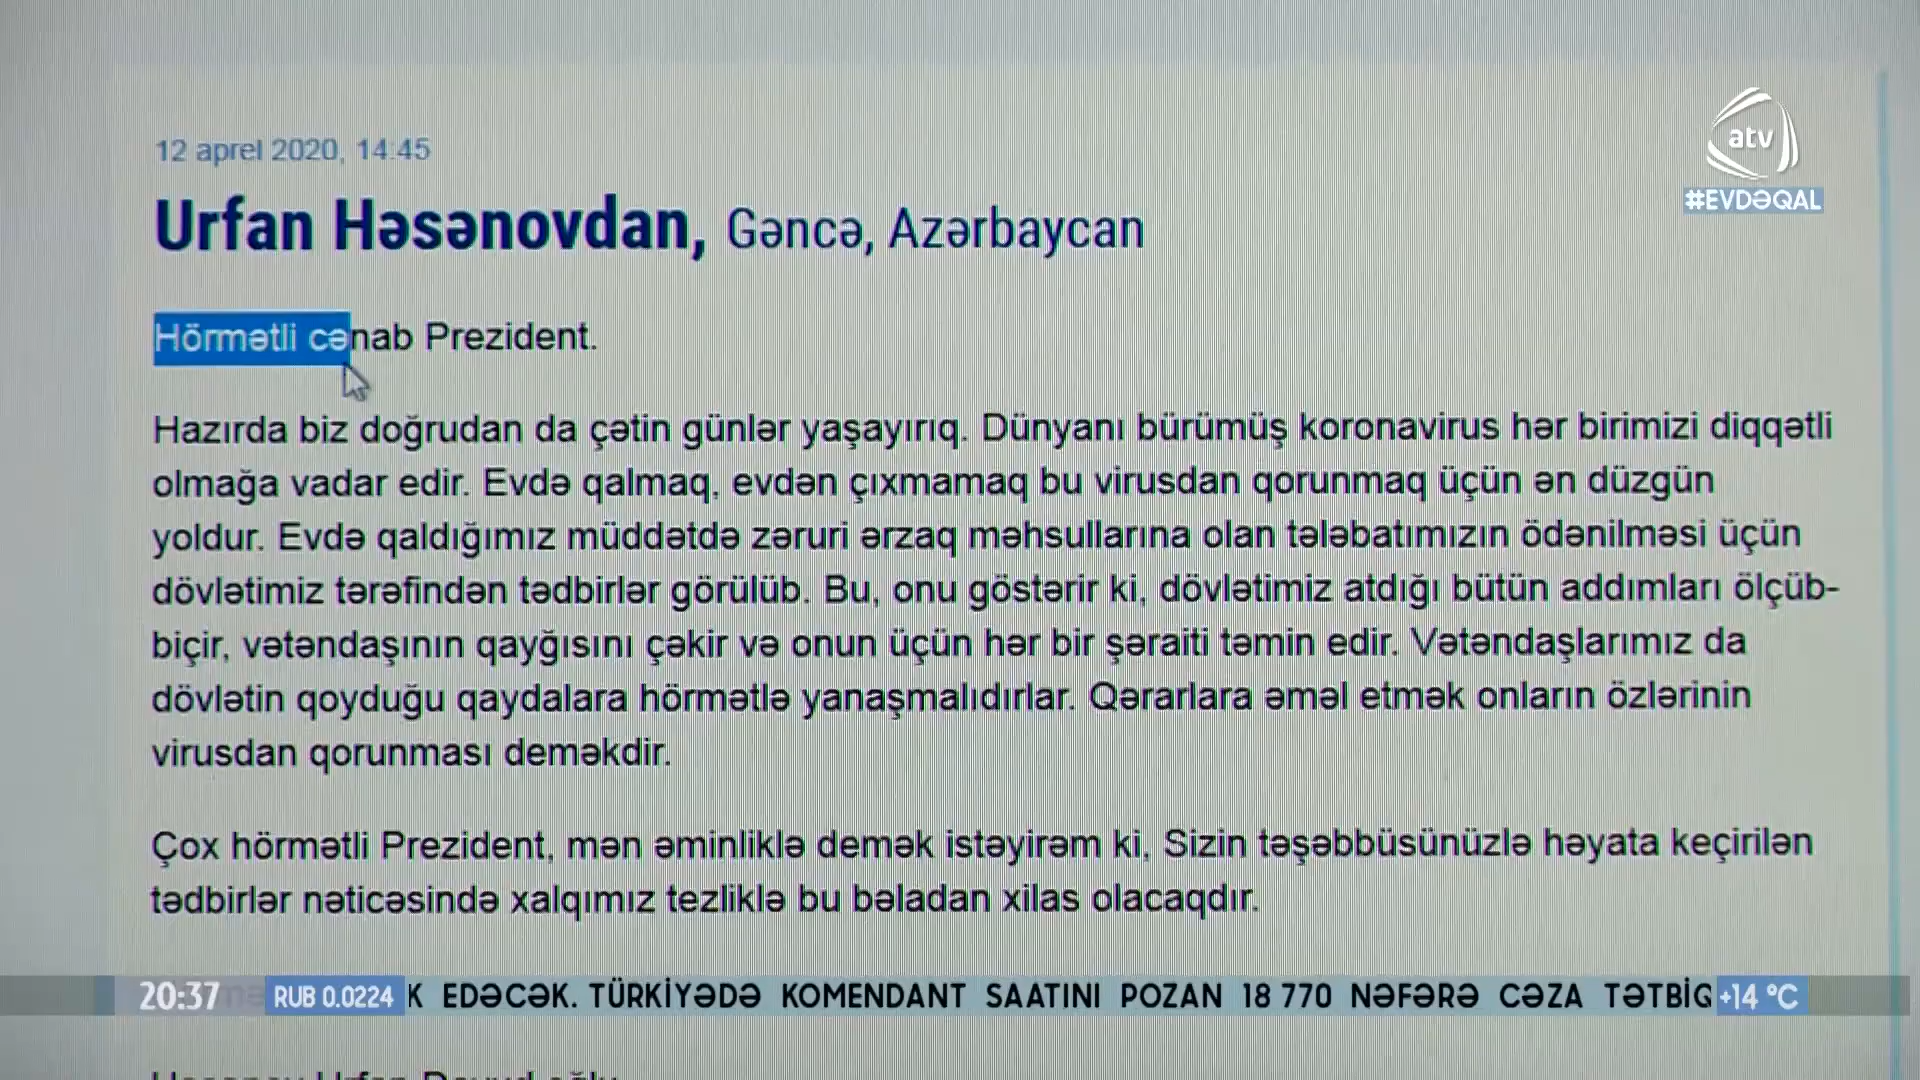 12 aprel 2020, 14:45
atv
#EVDƏQAL
Urfan Həsənovdan, Gəncə, Azərbaycan
Hörmətli cənab Prezident.
Hazırda biz doğrudan da çətin günlər yaşayırıq. Dünyanı bürümüş koronavirus hər birimizi diqqətli
olmağa vadar edir. Evdə qalmaq, evdən çıxmamaq bu virusdan qorunmaq üçün ən düzgün
yoldur. Evdə qaldığımız müddətdə zəruri ərzaq məhsullarına olan tələbatımızın ödənilməsi üçün
dövlətimiz tərəfindən tədbirlər görülüb. Bu, onu göstərir ki, dövlətimiz atdığı bütün addımları ölçüb-
biçir, vətəndaşının qayğısını çəkir və onun üçün hər bir şəraiti təmin edir. Vətəndaşlarımız da
dövlətin qoyduğu qaydalara hörmətlə yanaşmalıdırlar. Qərarlara əməl etmək onların özlərinin
virusdan qorunması deməkdir.
Çox hörmətli Prezident, mən əminliklə demək istəyirəm ki, Sizin təşəbbüsünüzlə həyata keçirilən
tədbirlər nəticəsində xalqımız tezliklə bu bəladan xilas olacaqdır.
20:37 RUB 0.0224 K EDƏCƏK. TÜRKİYƏDƏ KOMENDANT SAATINI POZAN 18 770 NƏFƏRƏ CƏZA TƏTBİQ +14 °C